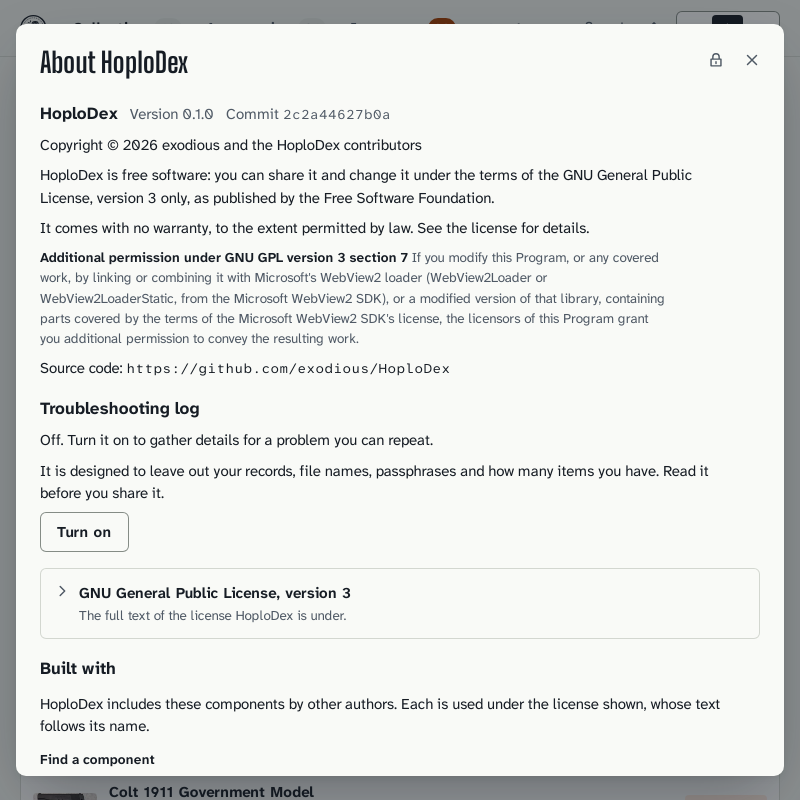 About HoploDex
HoploDex Version 0.1.0 Commit 2c2a44627b0a
Copyright © 2026 exodious and the HoploDex contributors
HoploDex is free software: you can share it and change it under the terms of the GNU General Public
License, version 3 only, as published by the Free Software Foundation.
It comes with no warranty, to the extent permitted by law. See the license for details.
Additional permission under GNU GPL version 3 section 7 If you modify this Program, or any covered
work, by linking or combining it with Microsoft's WebView2 loader (WebView2Loader or
WebView2LoaderStatic, from the Microsoft WebView2 SDK), or a modified version of that library, containing
parts covered by the terms of the Microsoft WebView2 SDK's license, the licensors of this Program grant
you additional permission to convey the resulting work.
Source code: https://github.com/exodious/HoploDex
Troubleshooting log
Off. Turn it on to gather details for a problem you can repeat.
It is designed to leave out your records, file names, passphrases and how many items you have. Read it
before you share it.
Turn on
GNU General Public License, version 3
The full text of the license HoploDex is under.
Built with
HoploDex includes these components by other authors. Each is used under the license shown, whose text
follows its name.
Find a component
Colt 1911 Government Model